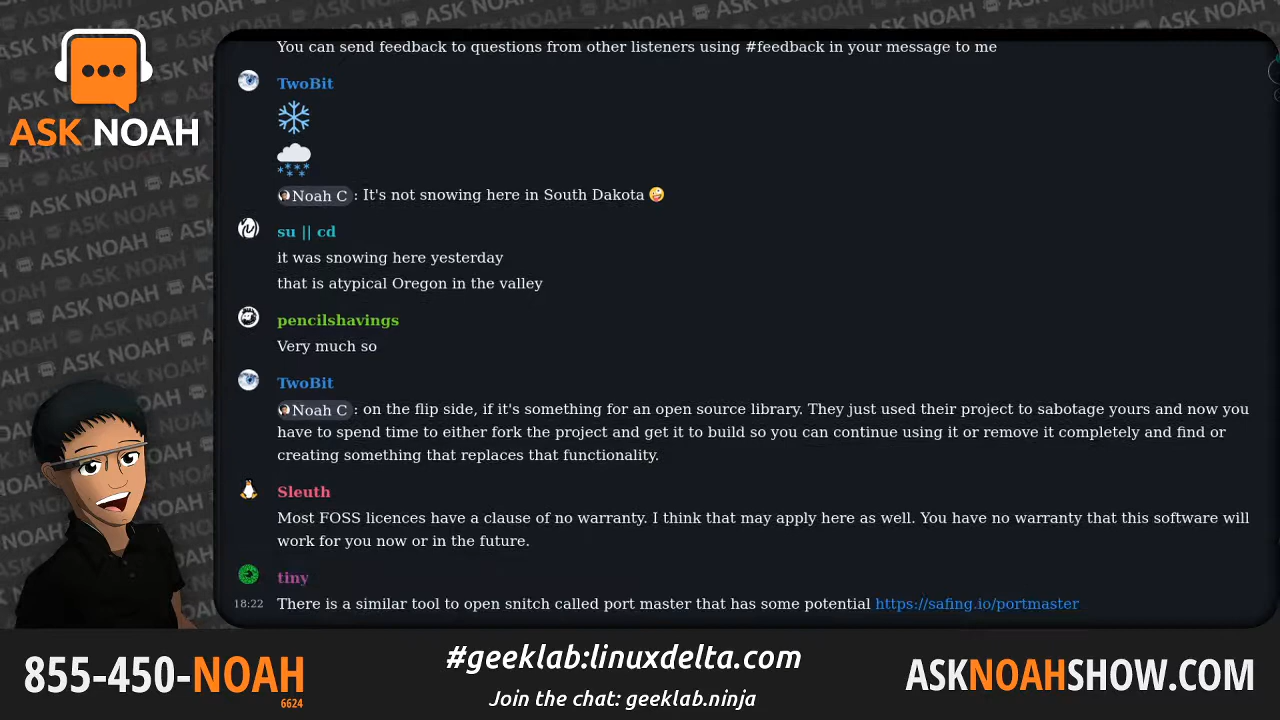 ASK NOAH
You can send feedback to questions from other listeners using #feedback in your message to me
TwoBit
Noah C : It's not snowing here in South Dakota 🤪
su || cd
it was snowing here yesterday
that is atypical Oregon in the valley
pencilshavings
Very much so
TwoBit
Noah C : on the flip side, if it's something for an open source library. They just used their project to sabotage yours and now you
have to spend time to either fork the project and get it to build so you can continue using it or remove it completely and find or
creating something that replaces that functionality.
Sleuth
Most FOSS licences have a clause of no warranty. I think that may apply here as well. You have no warranty that this software will
work for you now or in the future.
tiny
18:22 There is a similar tool to open snitch called port master that has some potential https://safing.io/portmaster
855-450-NOAH
6624
#geeklab:linuxdelta.com
Join the chat: geeklab.ninja
ASKNOAHSHOW.COM